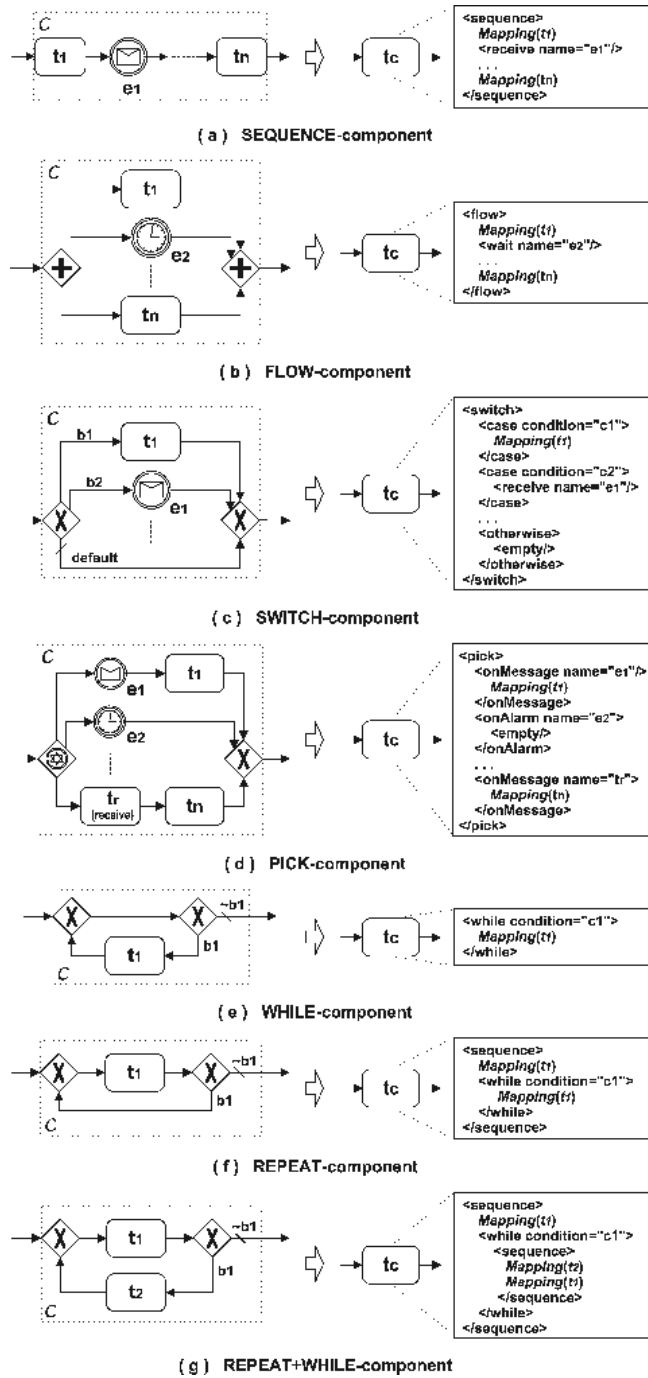 C
t1
e1
tn
tc
<sequence>
Mapping(t1)
<receive name="e1"/>
. . .
Mapping(tn)
</sequence>
( a ) SEQUENCE-component
C
t1
e2
tn
tc
<flow>
Mapping(t1)
<wait name="e2"/>
. . .
Mapping(tn)
</flow>
( b ) FLOW-component
C
b1
t1
b2
e1
X
X
default
tc
<switch>
<case condition="c1">
Mapping(t1)
</case>
<case condition="c2">
<receive name="e1"/>
</case>
. . .
<otherwise>
<empty/>
</otherwise>
</switch>
( c ) SWITCH-component
C
e1
t1
e2
X
tr
{receive}
tn
tc
<pick>
<onMessage name="e1"/>
Mapping(t1)
</onMessage>
<onAlarm name="e2">
<empty/>
</onAlarm>
. . .
<onMessage name="tr">
Mapping(tn)
</onMessage>
</pick>
( d ) PICK-component
X
X
~b1
t1
b1
C
tc
<while condition="c1">
Mapping(t1)
</while>
( e ) WHILE-component
X
t1
X
~b1
b1
C
tc
<sequence>
Mapping(t1)
<while condition="c1">
Mapping(t1)
</while>
</sequence>
( f ) REPEAT-component
X
t1
X
~b1
b1
t2
C
tc
<sequence>
Mapping(t1)
<while condition="c1">
<sequence>
Mapping(t2)
Mapping(t1)
</sequence>
</while>
</sequence>
( g ) REPEAT+WHILE-component